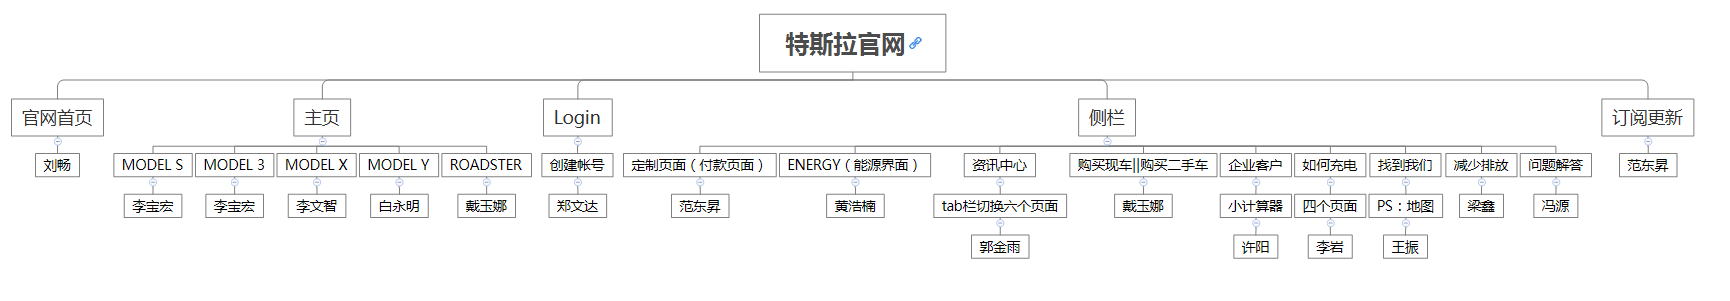 特斯拉官网
官网首页
主页
Login
侧栏
订阅更新
刘畅
MODEL S
MODEL 3
MODEL X
MODEL Y
ROADSTER
创建帐号
定制页面（付款页面）
ENERGY（能源界面）
资讯中心
购买现车||购买二手车
企业客户
如何充电
找到我们
减少排放
问题解答
范东昇
李宝宏
李宝宏
李文智
白永明
戴玉娜
郑文达
范东昇
黄浩楠
tab栏切换六个页面
戴玉娜
小计算器
四个页面
PS：地图
梁鑫
冯源
郭金雨
许阳
李岩
王振